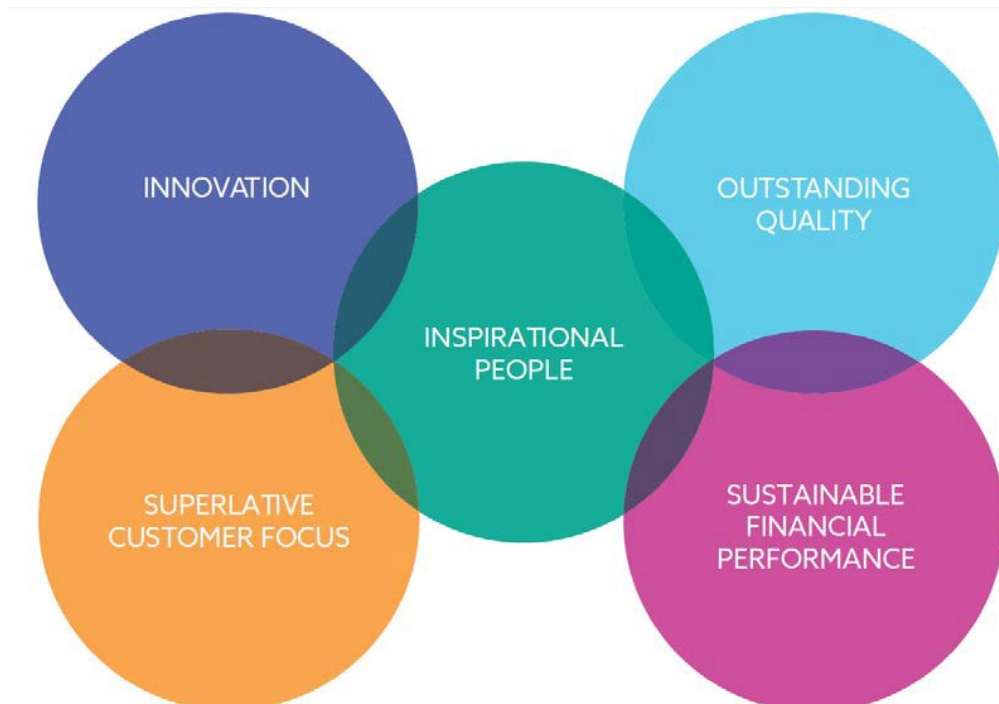 INNOVATION
OUTSTANDING
QUALITY
INSPIRATIONAL
PEOPLE
SUPERLATIVE
CUSTOMER FOCUS
SUSTAINABLE
FINANCIAL
PERFORMANCE